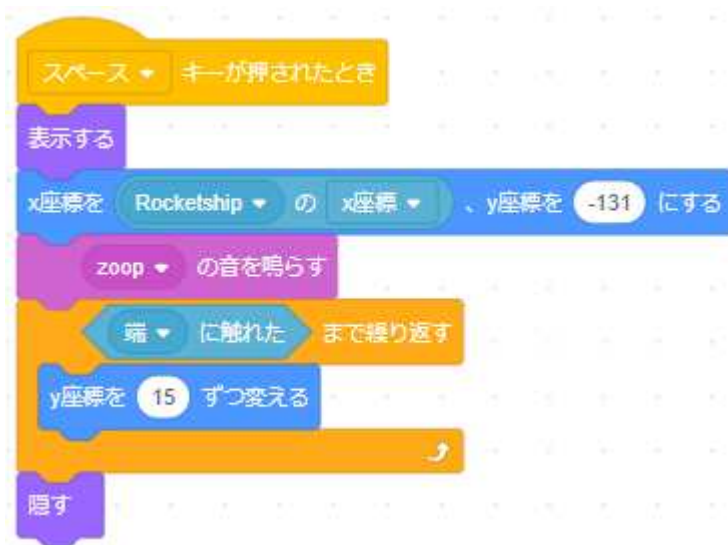 スペース キーが押されたとき
表示する
x座標を Rocketship の x座標 、y座標を -131 にする
zoop の音を鳴らす
端 に触れた まで繰り返す
y座標を 15 ずつ変える
隠す